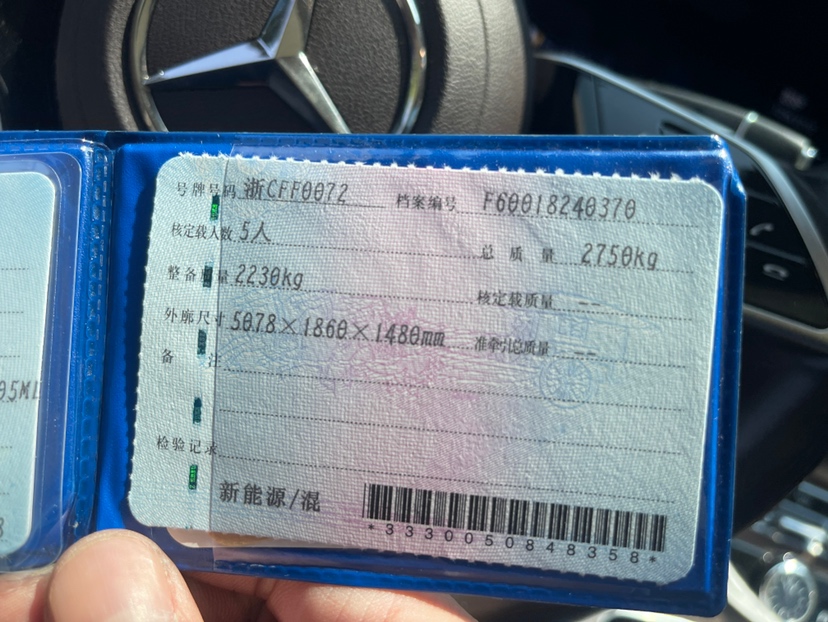 号牌号码 浙CFF0072 档案编号 F60018240370
核定载人数 5人 总质量 2750kg
整备质量 2230kg 核定载质量 --
外廓尺寸 5078×1860×1480mm 准牵引总质量 --
备注
检验记录
新能源/混
*3330050848358*